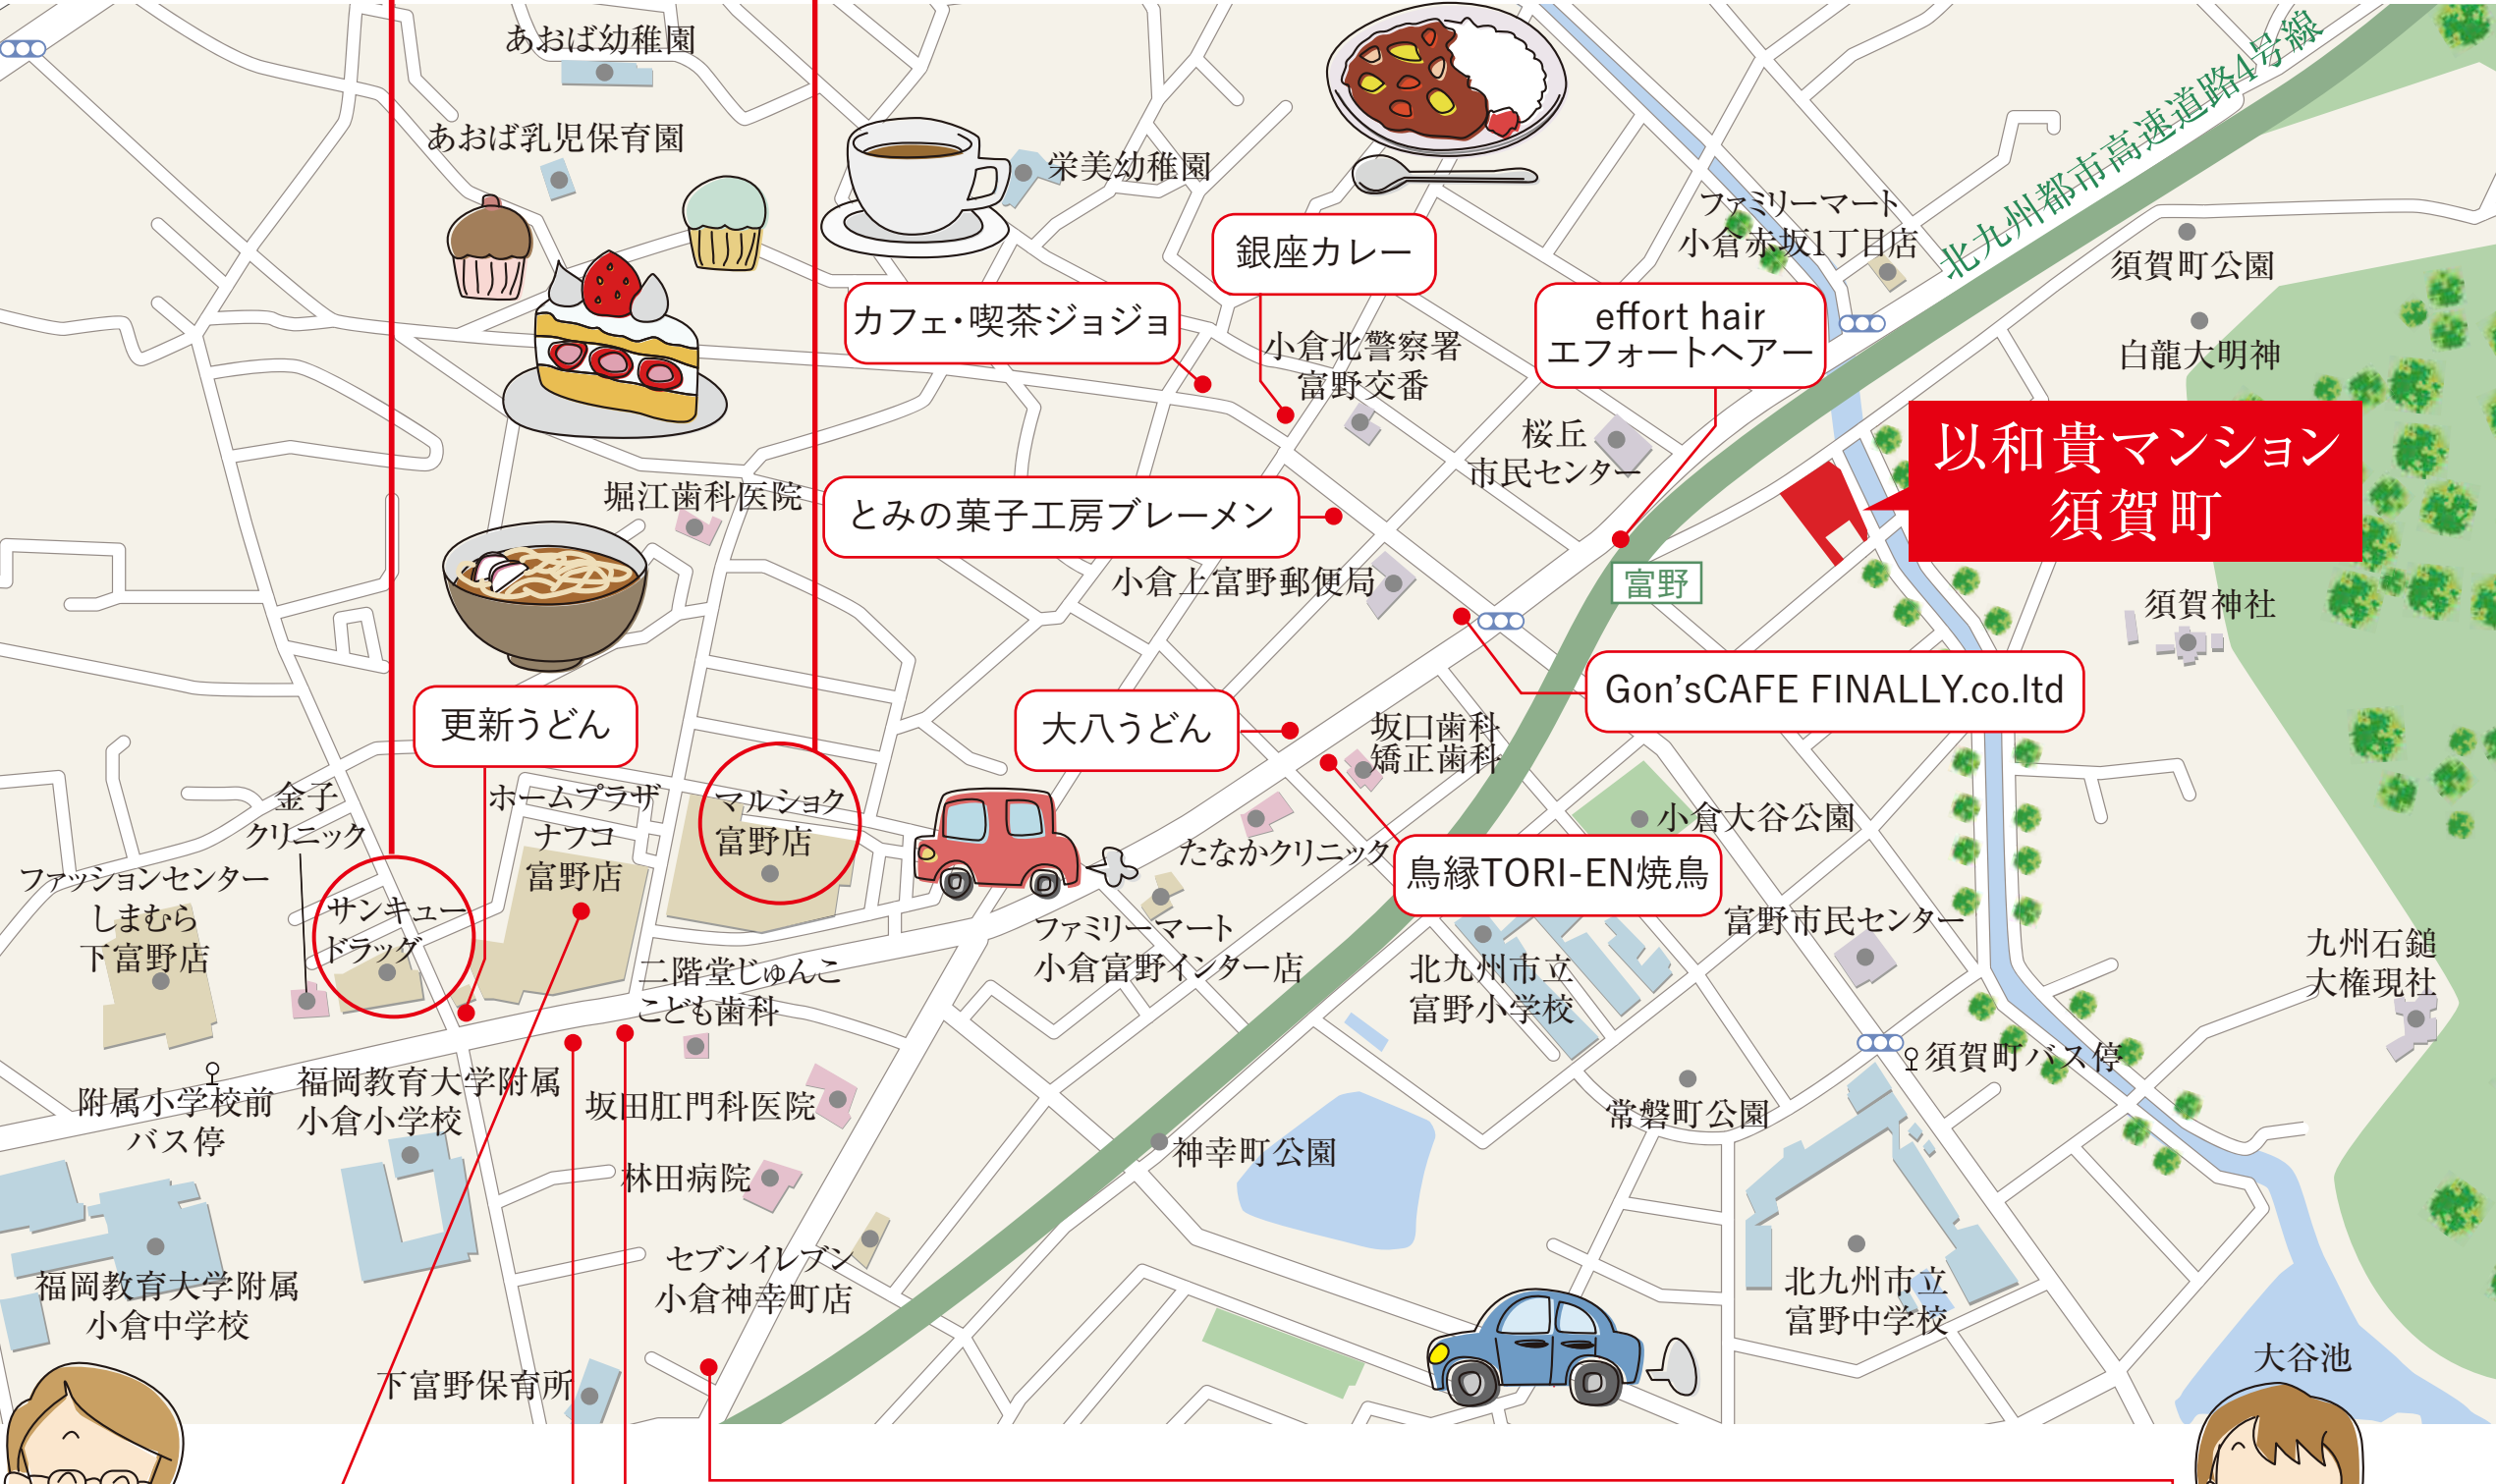 あおば幼稚園
あおば乳児保育園
栄美幼稚園
北九州都市高速道路4号線
ファミリーマート
小倉赤坂1丁目店
須賀町公園
白龍大明神
銀座カレー
カフェ・喫茶ジョジョ
effort hair
エフォートヘアー
小倉北警察署
富野交番
桜丘
市民センター
以和貴マンション
須賀町
堀江歯科医院
とみの菓子工房ブレーメン
小倉上富野郵便局
富野
須賀神社
Gon'sCAFE FINALLY.co.ltd
更新うどん
大八うどん
坂口歯科
矯正歯科
金子
クリニック
ホームプラザ
ナフコ
富野店
マルショク
富野店
小倉大谷公園
たなかクリニック
鳥縁TORI-EN焼鳥
ファッションセンター
しまむら
下富野店
サンキュー
ドラッグ
ファミリーマート
小倉富野インター店
富野市民センター
北九州市立
富野小学校
九州石鎚
大権現社
二階堂じゅんこ
こども歯科
須賀町バス停
附属小学校前
バス停
福岡教育大学附属
小倉小学校
坂田肛門科医院
常磐町公園
神幸町公園
林田病院
セブンイレブン
小倉神幸町店
福岡教育大学附属
小倉中学校
北九州市立
富野中学校
下富野保育所
大谷池